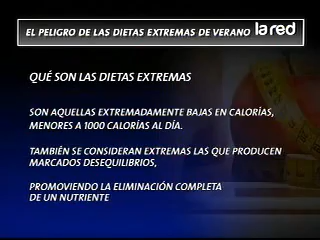 EL PELIGRO DE LAS DIETAS EXTREMAS DE VERANO la red
QUÉ SON LAS DIETAS EXTREMAS
SON AQUELLAS EXTREMADAMENTE BAJAS EN CALORÍAS,
MENORES A 1000 CALORÍAS AL DÍA.
TAMBIÉN SE CONSIDERAN EXTREMAS LAS QUE PRODUCEN
MARCADOS DESEQUILIBRIOS,
PROMOVIENDO LA ELIMINACIÓN COMPLETA
DE UN NUTRIENTE